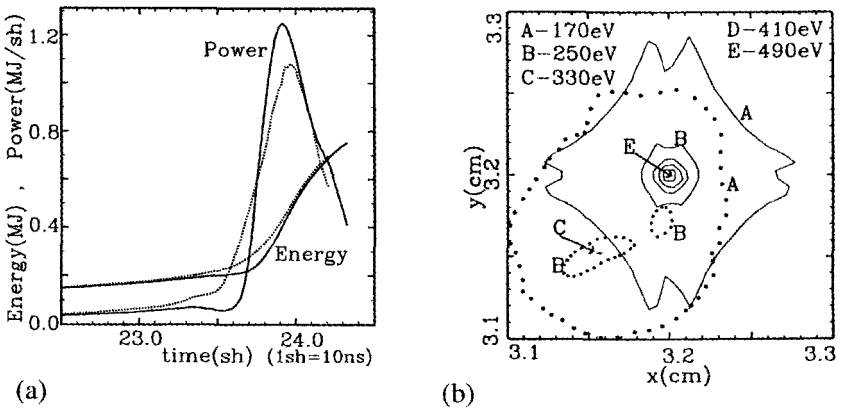 Energy(MJ) , Power(MJ/sh)
1.2
0.8
0.4
0.0
Power
Energy
23.0 24.0
time(sh) (1sh=10ns)
(a)
y(cm)
3.3
3.2
3.1
A-170eV D-410eV
B-250eV E-490eV
C-330eV
A
B
E
A
C
B
B
3.1 3.2 3.3
x(cm)
(b)